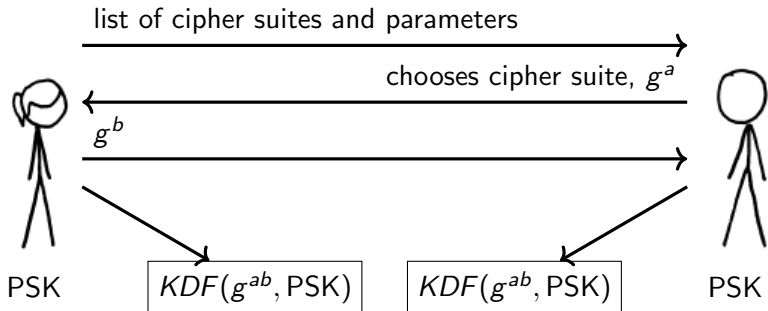 list of cipher suites and parameters
chooses cipher suite, g^a
g^b
PSK KDF(g^{ab}, PSK) KDF(g^{ab}, PSK) PSK